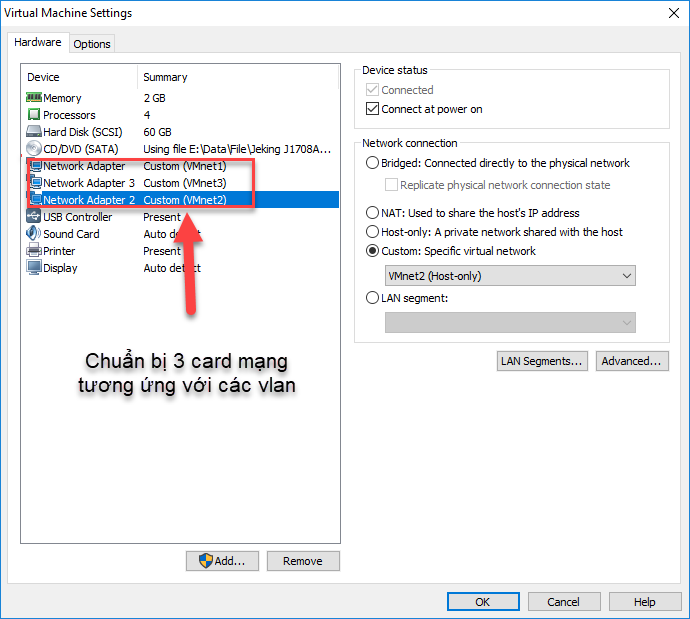 Virtual Machine Settings
Hardware Options
Device Summary
Memory 2 GB
Processors 4
Hard Disk (SCSI) 60 GB
CD/DVD (SATA) Using file E:\Data\File\Jeking J1708A...
Network Adapter Custom (VMnet1)
Network Adapter 3 Custom (VMnet3)
Network Adapter 2 Custom (VMnet2)
USB Controller Present
Sound Card Auto detect
Printer Present
Display Auto detect
Chuẩn bị 3 card mạng
tương ứng với các vlan
Add... Remove
Device status
Connected
Connect at power on
Network connection
Bridged: Connected directly to the physical network
Replicate physical network connection state
NAT: Used to share the host's IP address
Host-only: A private network shared with the host
Custom: Specific virtual network
VMnet2 (Host-only)
LAN segment:
LAN Segments... Advanced...
OK Cancel Help